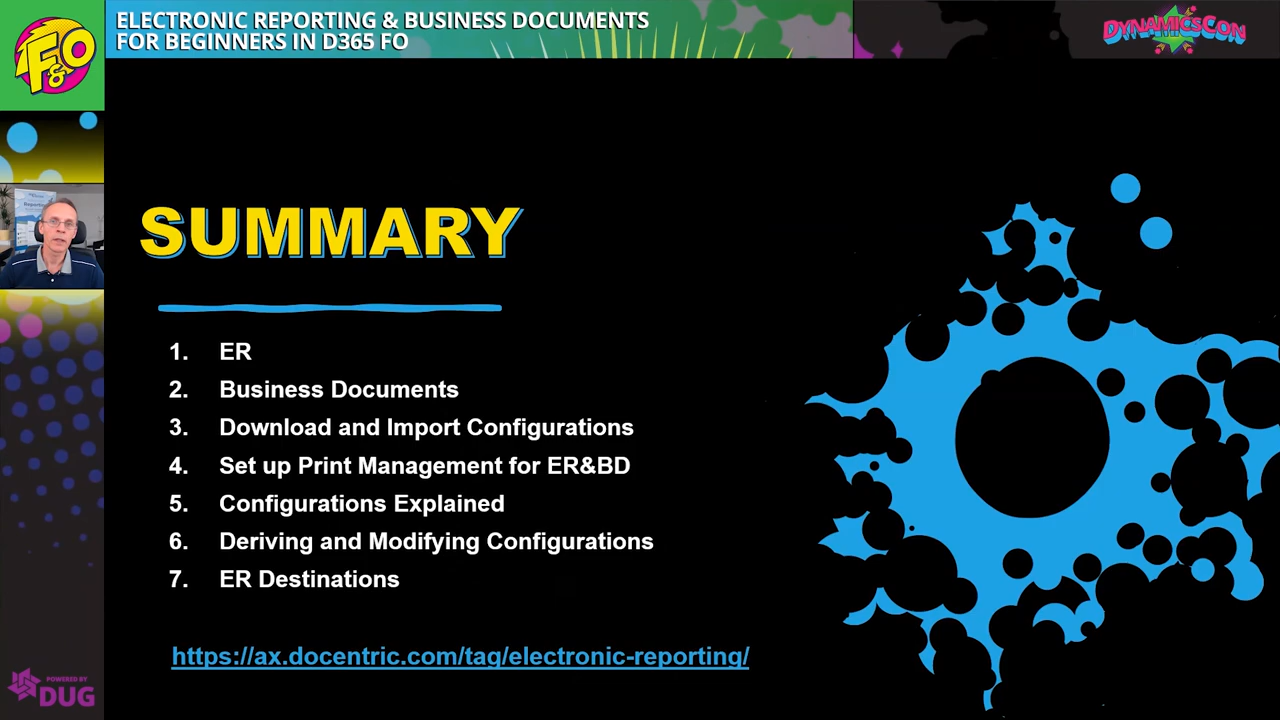 ELECTRONIC REPORTING & BUSINESS DOCUMENTS
FOR BEGINNERS IN D365 FO
F&O
DYNAMICSCON
SUMMARY
1. ER
2. Business Documents
3. Download and Import Configurations
4. Set up Print Management for ER&BD
5. Configurations Explained
6. Deriving and Modifying Configurations
7. ER Destinations
https://ax.docentric.com/tag/electronic-reporting/
POWERED BY
DUG